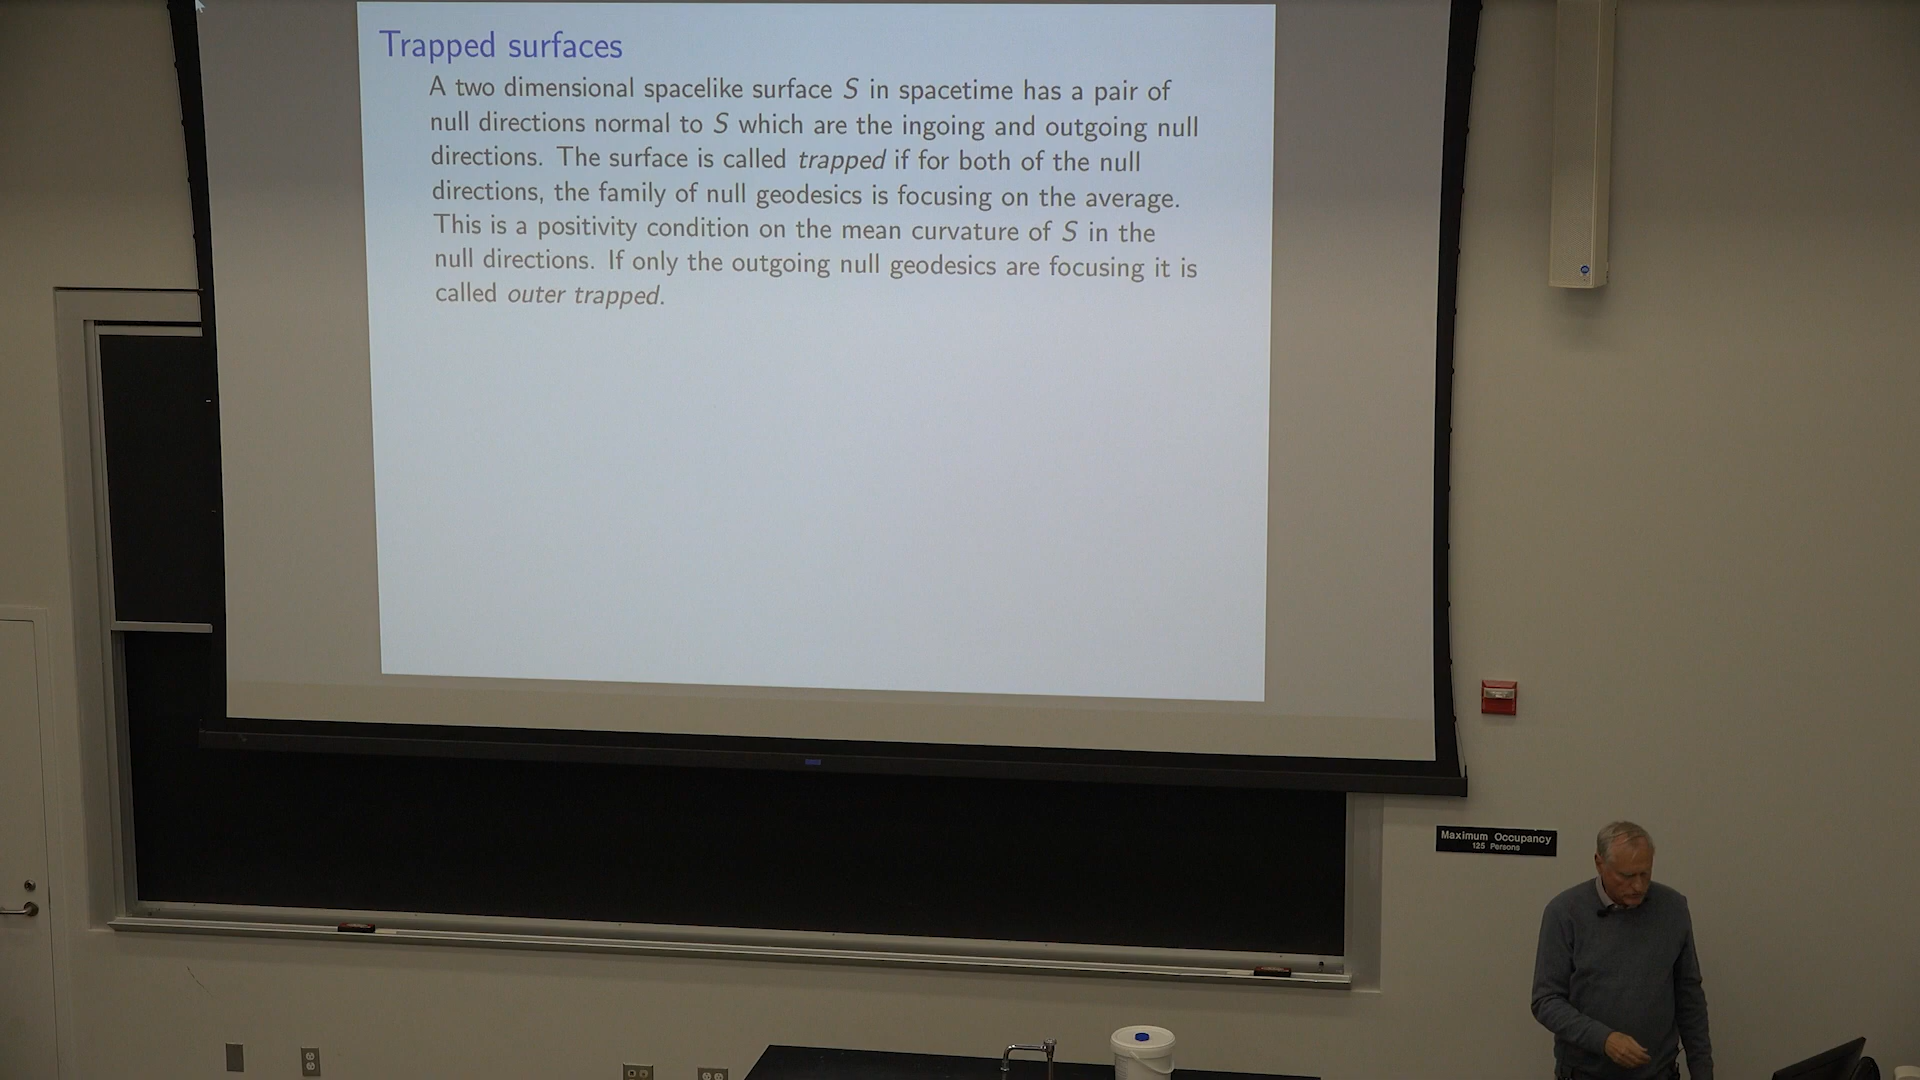 Trapped surfaces
A two dimensional spacelike surface S in spacetime has a pair of
null directions normal to S which are the ingoing and outgoing null
directions. The surface is called trapped if for both of the null
directions, the family of null geodesics is focusing on the average.
This is a positivity condition on the mean curvature of S in the
null directions. If only the outgoing null geodesics are focusing it is
called outer trapped.
Maximum Occupancy
125 Persons